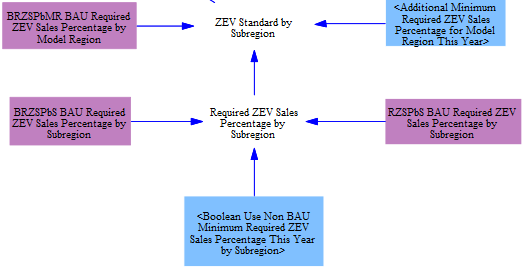 BRZSPbMR BAU Required
ZEV Sales Percentage by
Model Region
ZEV Standard by
Subregion
<Additional Minimum
Required ZEV Sales
Percentage for Model
Region This Year>
BRZSPbS BAU Required
ZEV Sales Percentage by
Subregion
Required ZEV Sales
Percentage by
Subregion
RZSPbS BAU Required ZEV
Sales Percentage by
Subregion
<Boolean Use Non BAU
Minimum Required ZEV
Sales Percentage This Year
by Subregion>